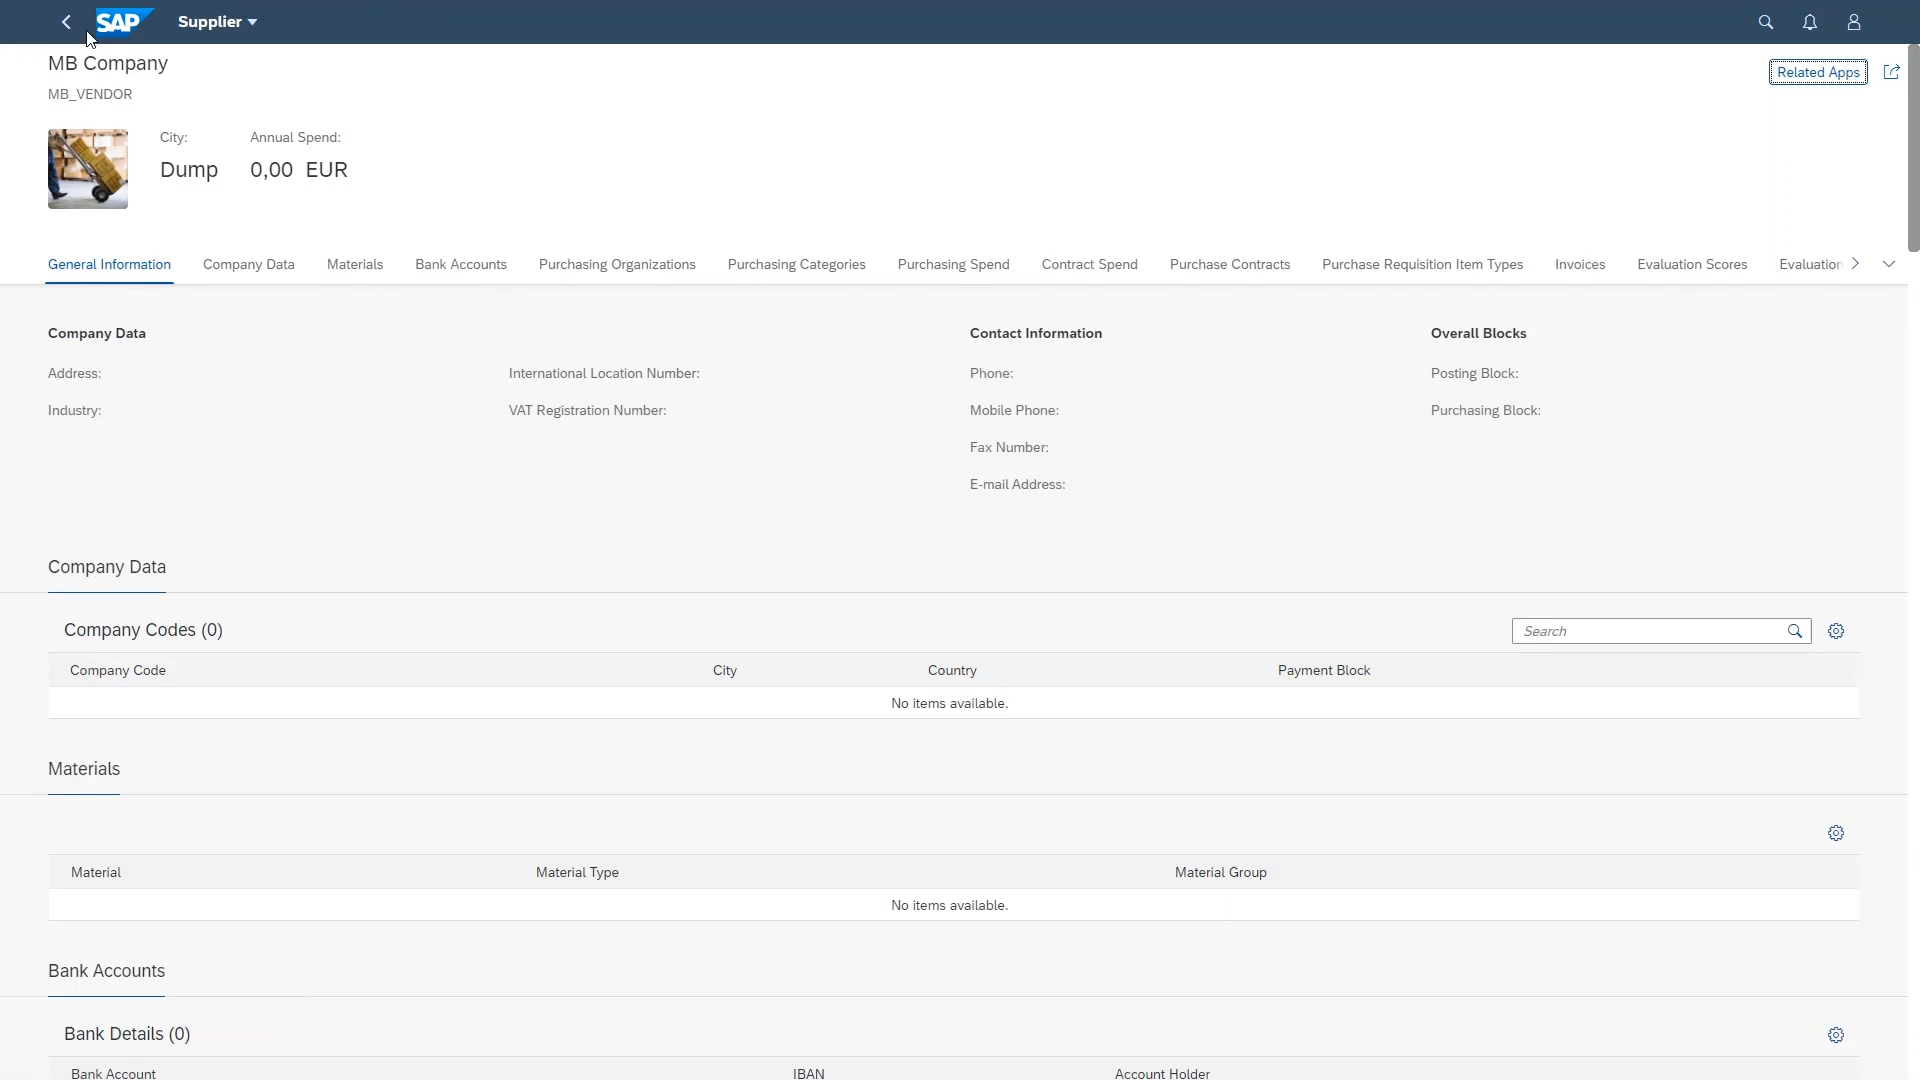 SAP Supplier
MB Company
MB_VENDOR
Related Apps
City: Annual Spend:
Dump 0,00 EUR
General Information Company Data Materials Bank Accounts Purchasing Organizations Purchasing Categories Purchasing Spend Contract Spend Purchase Contracts Purchase Requisition Item Types Invoices Evaluation Scores Evaluation
Company Data Contact Information Overall Blocks
Address: International Location Number: Phone: Posting Block:
Industry: VAT Registration Number: Mobile Phone: Purchasing Block:
Fax Number:
E-mail Address:
Company Data
Company Codes (0) Search
Company Code City Country Payment Block
No items available.
Materials
Material Material Type Material Group
No items available.
Bank Accounts
Bank Details (0)
Bank Account IBAN Account Holder